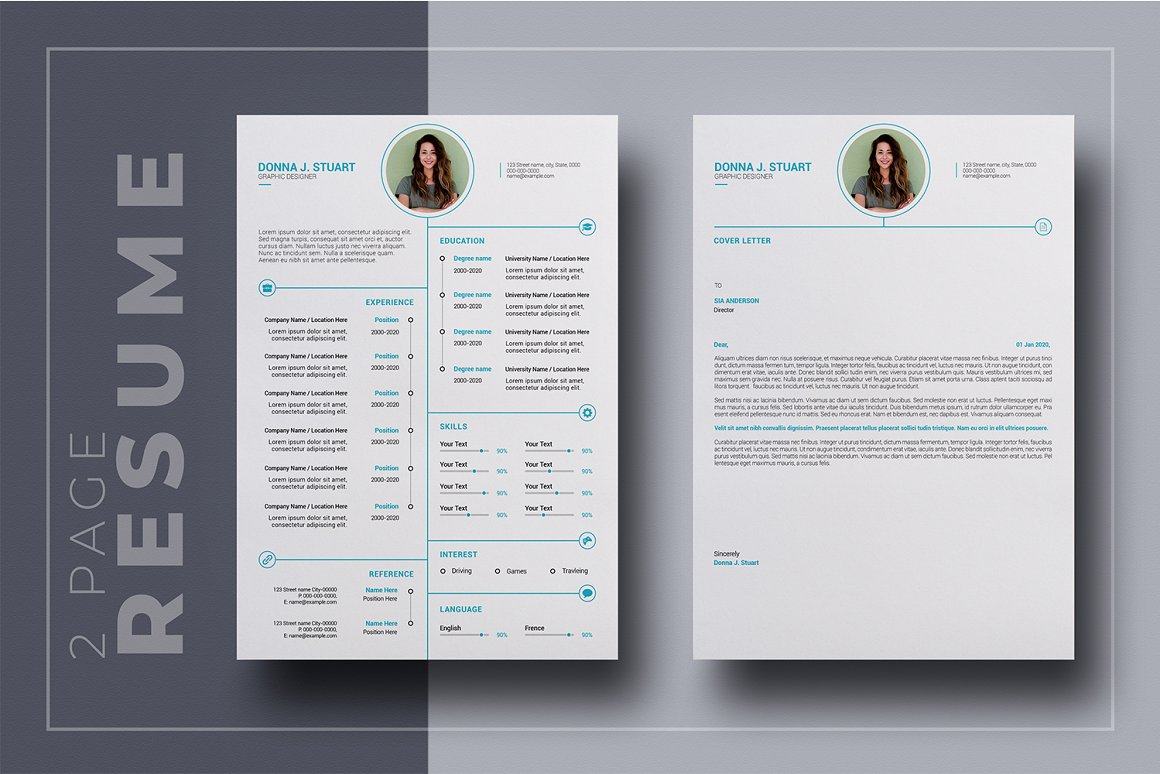 2 PAGE
RESUME
DONNA J. STUART
GRAPHIC DESIGNER
123 Street name, city, State, 0000
000-000-0000
name@example.com
Lorem ipsum dolor sit amet, consectetur adipiscing elit.
Sed magna turpis, consequat sit amet orci et, auctor
cursus diam. Curabitur luctus justo nec viverra aliquam.
Nunc ac tincidunt sem. Nulla a scelerisque quam.
Aenean eu nibh sit amet ante pellentesque.
EXPERIENCE
Company Name / Location Here Position
Lorem ipsum dolor sit amet, 2000-2020
consectetur adipiscing elit.
Company Name / Location Here Position
Lorem ipsum dolor sit amet, 2000-2020
consectetur adipiscing elit.
Company Name / Location Here Position
Lorem ipsum dolor sit amet, 2000-2020
consectetur adipiscing elit.
Company Name / Location Here Position
Lorem ipsum dolor sit amet, 2000-2020
consectetur adipiscing elit.
Company Name / Location Here Position
Lorem ipsum dolor sit amet, 2000-2020
consectetur adipiscing elit.
Company Name / Location Here Position
Lorem ipsum dolor sit amet, 2000-2020
consectetur adipiscing elit.
REFERENCE
123 Street name City-00000 Name Here
P. 000-000-0000, Position Here
E: name@example.com
123 Street name City-00000 Name Here
P. 000-000-0000, Position Here
E: name@example.com
EDUCATION
Degree name University Name / Location Here
2000-2020 Lorem ipsum dolor sit amet,
consectetur adipiscing elit.
Degree name University Name / Location Here
2000-2020 Lorem ipsum dolor sit amet,
consectetur adipiscing elit.
Degree name University Name / Location Here
2000-2020 Lorem ipsum dolor sit amet,
consectetur adipiscing elit.
Degree name University Name / Location Here
2000-2020 Lorem ipsum dolor sit amet,
consectetur adipiscing elit.
SKILLS
Your Text 90% Your Text 90%
Your Text 90% Your Text 90%
Your Text 90% Your Text 90%
Your Text 90% Your Text 90%
INTEREST
Driving Games Travleing
LANGUAGE
English 90% Frence 90%
DONNA J. STUART
GRAPHIC DESIGNER
123 Street name, city, State, 0000
000-000-0000
name@example.com
COVER LETTER
TO
SIA ANDERSON
Director
Dear, 01 Jan 2020,
Aliquam ultrices diam non risus scelerisque, et maximus neque vehicula. Curabitur placerat vitae massa nec finibus. Integer ut purus tinci
dunt, dictum massa fermen tum, tempor ligula. Integer tortor felis, faucibus ac tincidunt vel, luctus nec mauris. Ut non augue tincidunt, con
dimentum erat vitae, iaculis ante. Donec blandit sollici tudin enim, nec viverra purus vestibulum quis. Mauris vestibulum ultrices mi, sed
maximus sem gravida nec. Nulla at posuere risus. Curabitur vel feugiat purus. Etiam sit amet porta urna. Class aptent taciti sociosqu ad
litora torquent. faucibus ac tincidunt vel, luctus nec mauris. Ut non augue tincidunt.
Sed mattis nisi ac lacinia bibendum. Vivamus ac diam ut sem dictum faucibus. Sed molestie non erat ut luctus. Pellentesque eget maxi
mus mauris, a cursus felis. Sed lobortis ante vitae dui iaculis tincidunt. Duis bibendum metus ipsum, id rutrum dolor ullamcorper eu. Pra
esent eleifend pellentesque nunc id mattis. Sed eu rhoncus erat. Nam et bibendum est, nec dapibus est. Vivamus aliquam consequat.
Velit sit amet nibh convallis dignissim. Praesent placerat tellus placerat sollici tudin tristique. Nam eu orci in elit ultrices posuere.
Curabitur placerat vitae massa nec finibus. Integer ut purus tincidunt, dictum massa fermentum, tempor ligula. Integer tortor felis, faucibus
ac tincidunt vel, luctus nec mauris. Ut non augue tincidunt, condimentum erat vitae, iaculis ante. Donec blandit sollicitudin enim, nec viverra
purus vestibulum quis. Sed mattis nisi ac lacinia bibendum. Vivamus ac diam ut sem dictum faucibus. Sed molestie non erat ut luctus. Pel
lentesque eget maximus mauris, a cursus felis.
Sincerely
Donna J. Stuart